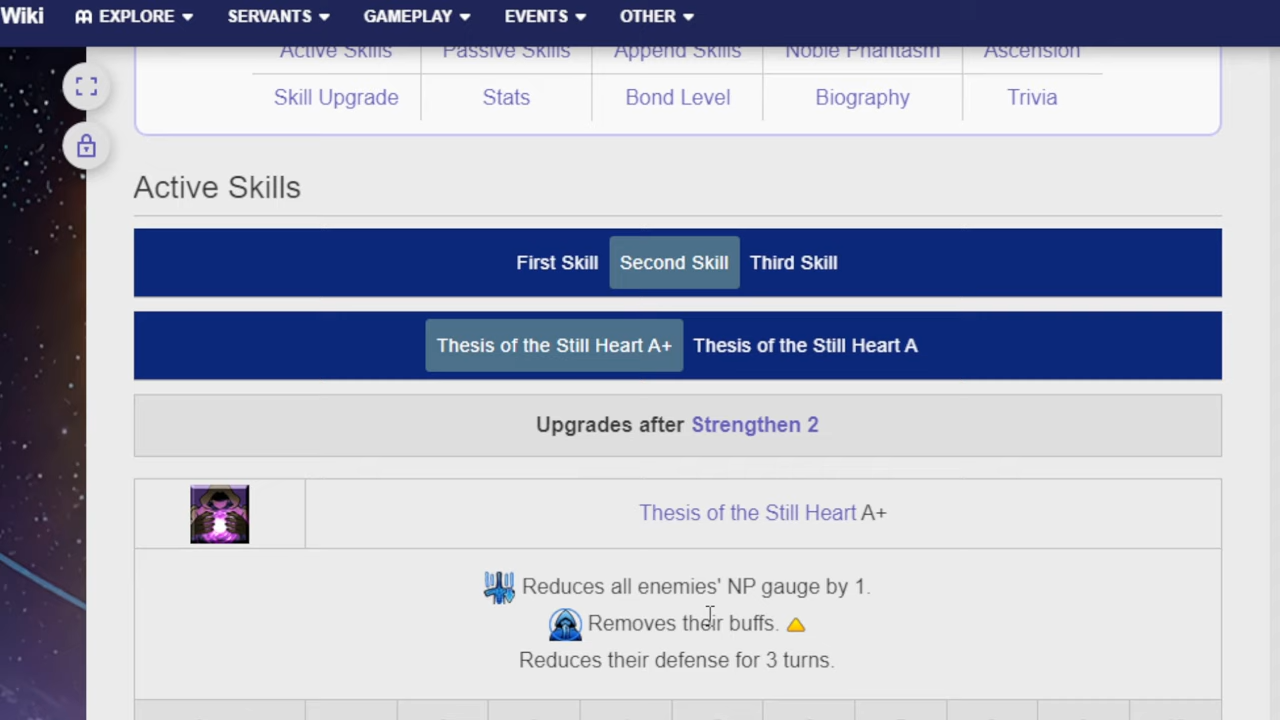 Wiki EXPLORE SERVANTS GAMEPLAY EVENTS OTHER
Active Skills Passive Skills Append Skills Noble Phantasm Ascension
Skill Upgrade Stats Bond Level Biography Trivia
Active Skills
First Skill Second Skill Third Skill
Thesis of the Still Heart A+ Thesis of the Still Heart A
Upgrades after Strengthen 2
Thesis of the Still Heart A+
Reduces all enemies' NP gauge by 1.
Removes their buffs.
Reduces their defense for 3 turns.